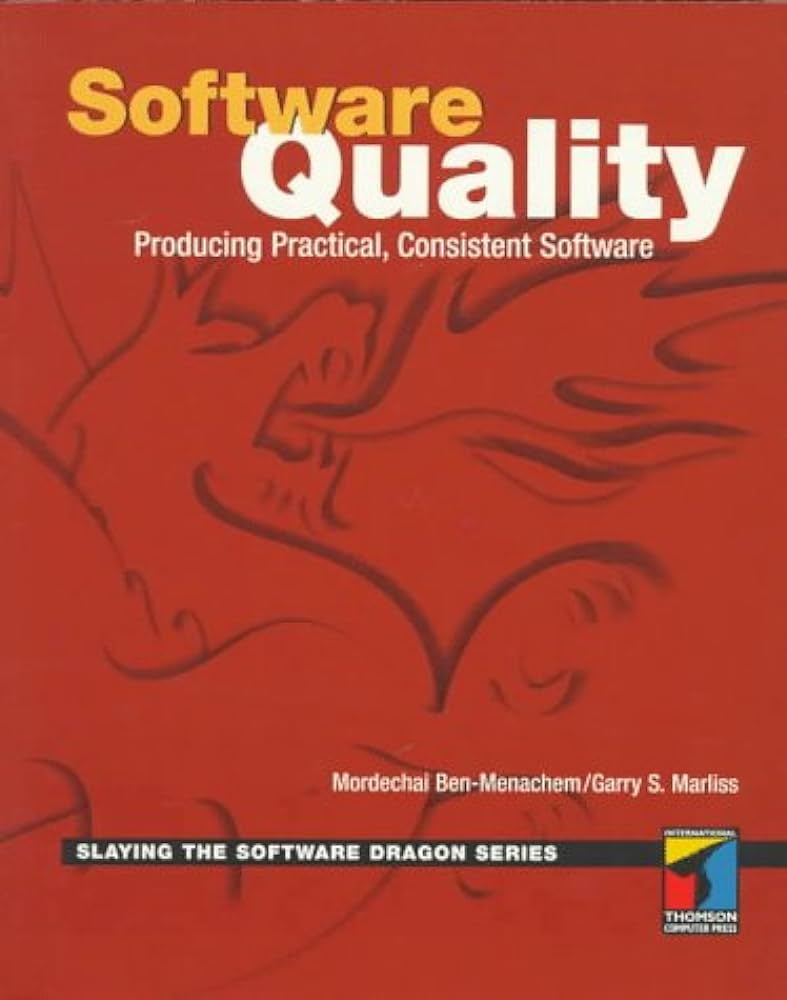 Software
Quality
Producing Practical, Consistent Software
Mordechai Ben-Menachem/Garry S. Marliss
SLAYING THE SOFTWARE DRAGON SERIES
INTERNATIONAL
THOMSON
COMPUTER PRESS